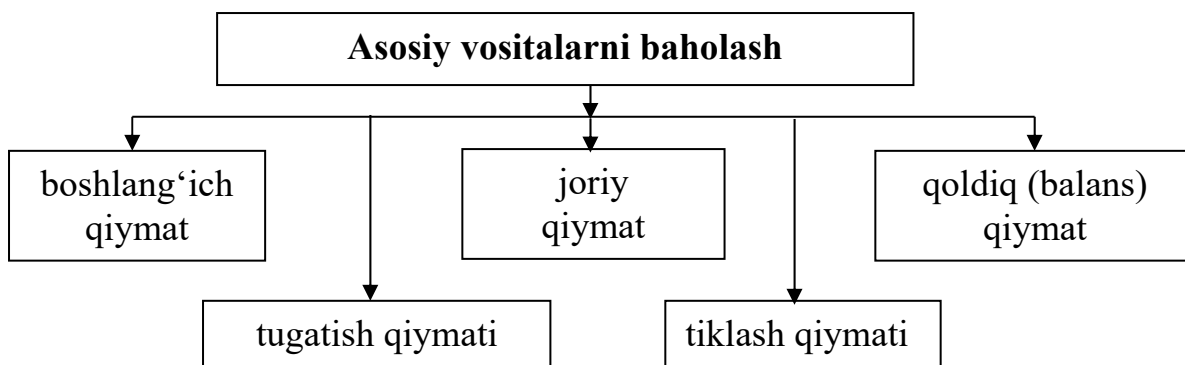 Asosiy vositalarni baholash
boshlang‘ich
qiymat
joriy
qiymat
qoldiq (balans)
qiymat
tugatish qiymati
tiklash qiymati